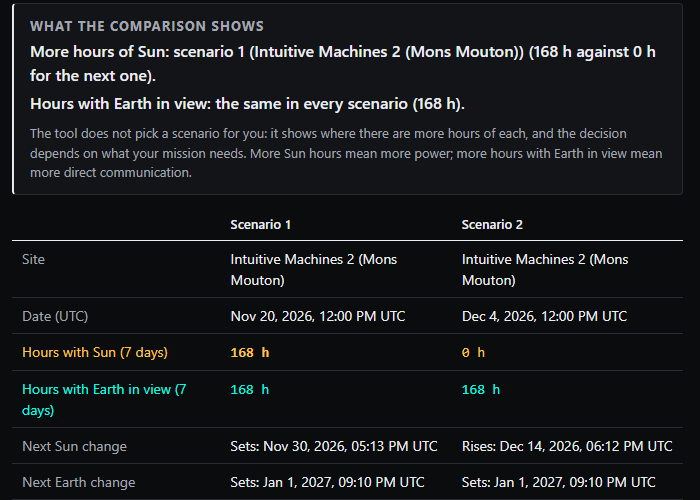 WHAT THE COMPARISON SHOWS
More hours of Sun: scenario 1 (Intuitive Machines 2 (Mons Mouton)) (168 h against 0 h
for the next one).
Hours with Earth in view: the same in every scenario (168 h).
The tool does not pick a scenario for you: it shows where there are more hours of each, and the decision
depends on what your mission needs. More Sun hours mean more power; more hours with Earth in view mean
more direct communication.
Scenario 1 Scenario 2
Site Intuitive Machines 2 (Mons Intuitive Machines 2 (Mons
Mouton) Mouton)
Date (UTC) Nov 20, 2026, 12:00 PM UTC Dec 4, 2026, 12:00 PM UTC
Hours with Sun (7 days) 168 h 0 h
Hours with Earth in view (7 168 h 168 h
days)
Next Sun change Sets: Nov 30, 2026, 05:13 PM UTC Rises: Dec 14, 2026, 06:12 PM UTC
Next Earth change Sets: Jan 1, 2027, 09:10 PM UTC Sets: Jan 1, 2027, 09:10 PM UTC